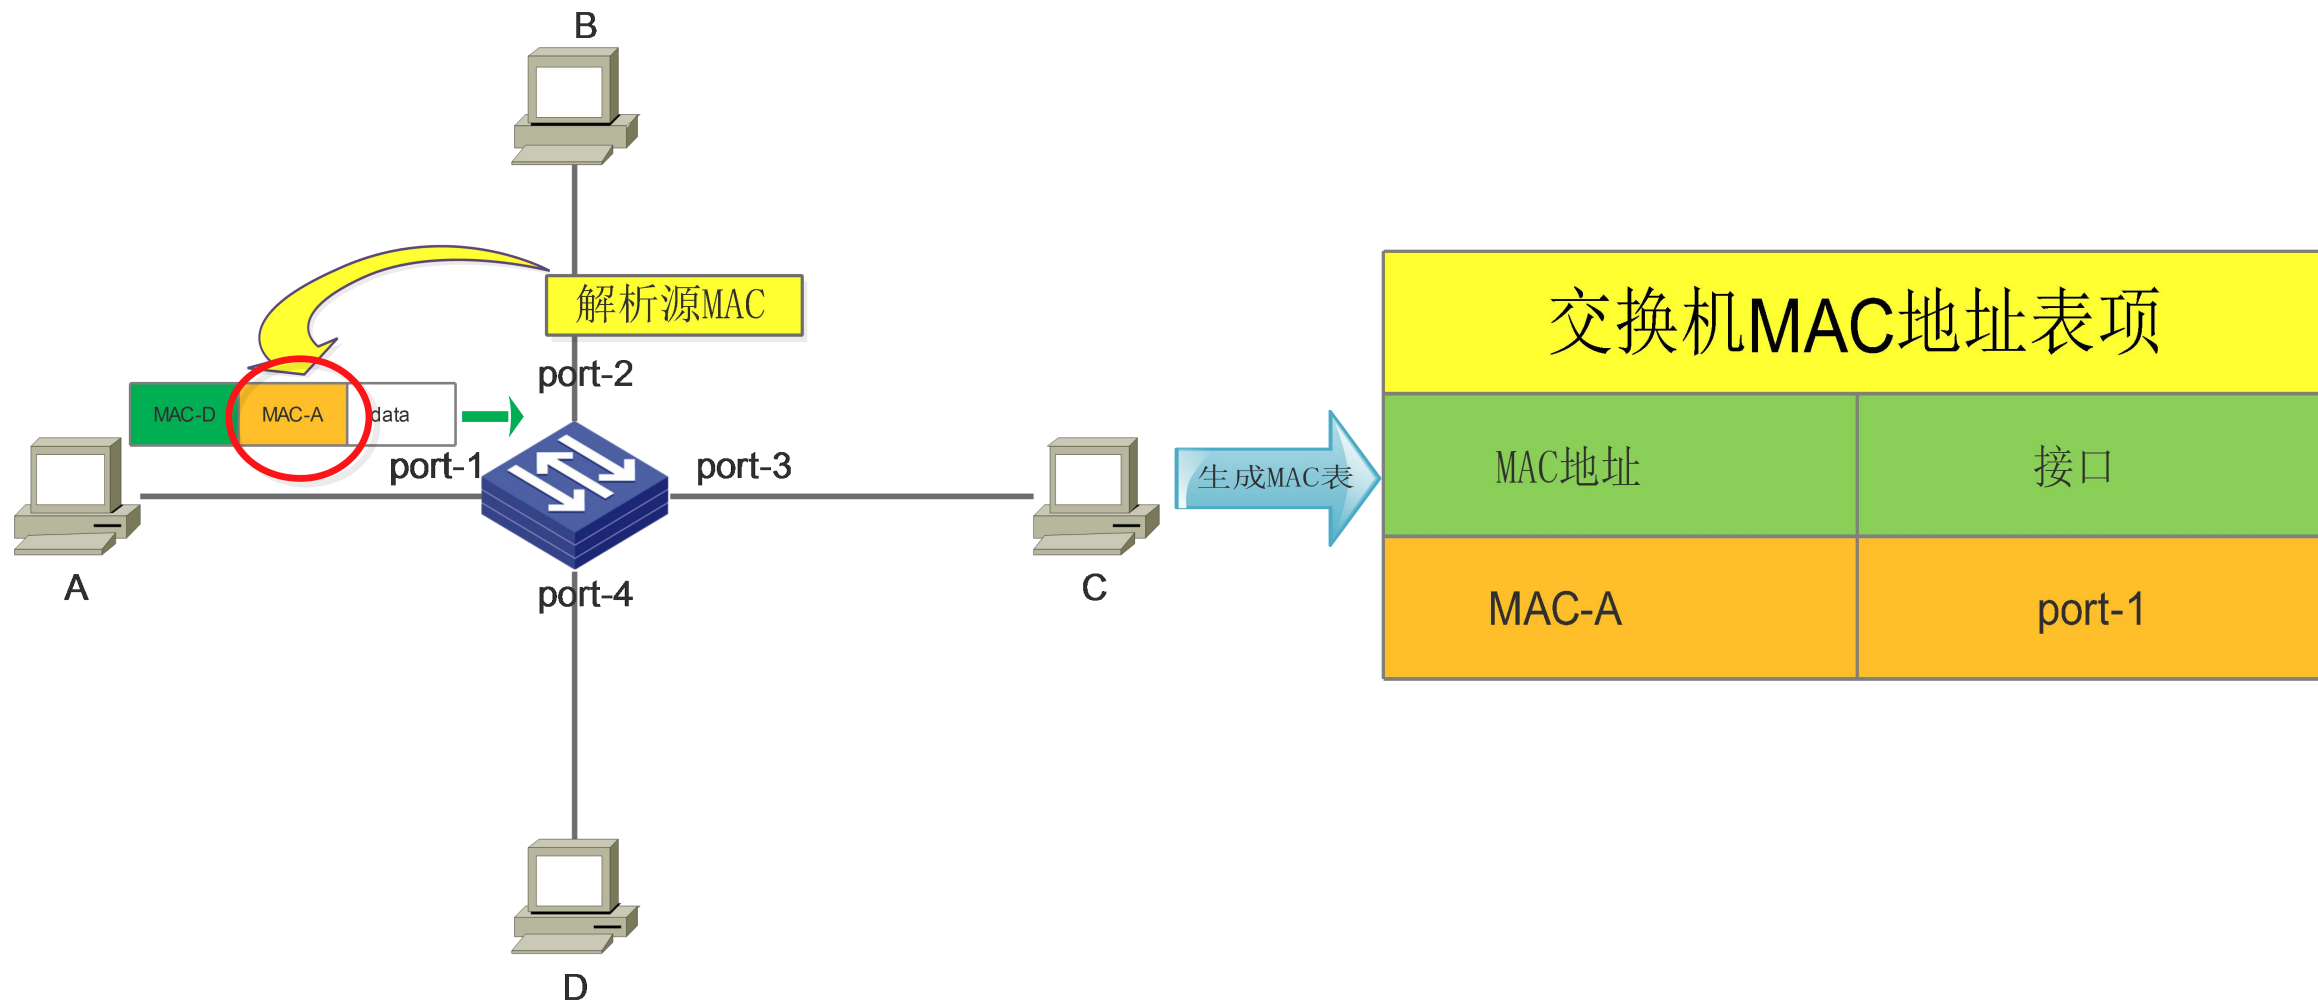 B
解析源MAC
port-2
MAC-D
MAC-A
data
port-1
port-3
A
port-4
C
D
生成MAC表
交换机MAC地址表项
MAC地址
接口
MAC-A
port-1